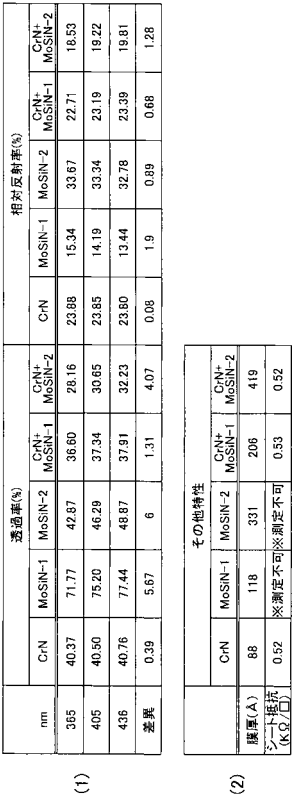 (1)
透過率(%) 相対反射率(%)
nm CrN MoSiN-1 MoSiN-2 CrN+MoSiN-1 CrN+MoSiN-2 CrN MoSiN-1 MoSiN-2 CrN+MoSiN-1 CrN+MoSiN-2
365 40.37 71.77 42.87 36.60 28.16 23.88 15.34 33.67 22.71 18.53
405 40.50 75.20 46.29 37.34 30.65 23.85 14.19 33.34 23.19 19.22
436 40.76 77.44 48.87 37.91 32.23 23.80 13.44 32.78 23.39 19.81
差異 0.39 5.67 6 1.31 4.07 0.08 1.9 0.89 0.68 1.28
(2)
その他特性
CrN MoSiN-1 MoSiN-2 CrN+MoSiN-1 CrN+MoSiN-2
膜厚(Å) 88 118 331 206 419
シート抵抗(KΩ/□) 0.52 ※測定不可 ※測定不可 0.53 0.52